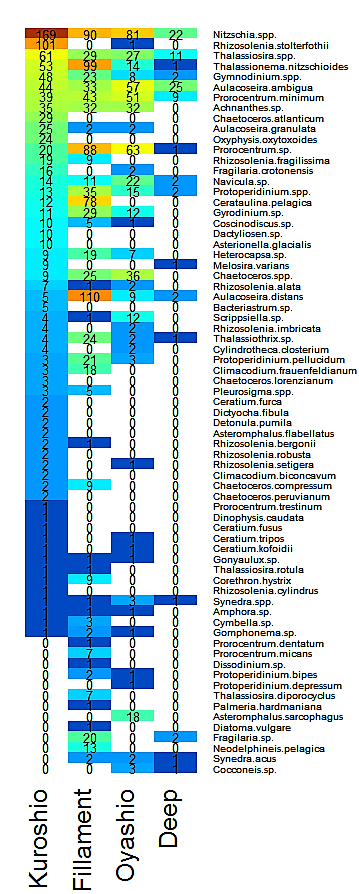 169 90 81 22 Nitzschia.spp.
101 0 1 0 Rhizosolenia.stolterfothii
61 29 27 11 Thalassiosira.spp.
53 99 14 1 Thalassionema.nitzschioides
48 23 8 2 Gymnodinium.spp.
44 33 57 25 Aulacoseira.ambigua
39 43 51 9 Prorocentrum.minimum
35 32 32 0 Achnanthes.sp.
29 0 0 0 Chaetoceros.atlanticum
25 2 2 0 Aulacoseira.granulata
24 0 0 0 Oxyphysis.oxytoxoides
20 88 63 1 Prorocentrum.sp.
19 9 0 0 Rhizosolenia.fragilissima
16 0 2 0 Fragilaria.crotonensis
14 11 22 2 Navicula.sp.
13 35 15 2 Protoperidinium.spp.
12 78 0 0 Cerataulina.pelagica
11 29 12 0 Gyrodinium.sp.
10 5 1 0 Coscinodiscus.sp.
10 0 0 0 Dactyliosen.sp.
10 0 0 0 Asterionella.glacialis
9 19 7 0 Heterocapsa.sp.
9 0 0 1 Melosira.varians
9 25 36 0 Chaetoceros.spp.
7 1 2 0 Rhizosolenia.alata
5 110 9 2 Aulacoseira.distans
5 0 0 0 Bacteriastrum.sp.
4 1 12 0 Scrippsiella.sp.
4 0 2 0 Rhizosolenia.imbricata
4 24 2 1 Thalassiothrix.sp.
4 0 2 0 Cylindrotheca.closterium
3 21 3 0 Protoperidinium.pellucidum
3 18 0 0 Climacodium.frauenfeldianum
3 0 0 0 Chaetoceros.lorenzianum
3 5 0 0 Pleurosigma.spp.
2 0 0 0 Ceratium.furca
2 0 0 0 Dictyocha.fibula
2 0 0 0 Detonula.pumila
2 0 0 0 Asteromphalus.flabellatus
2 1 0 0 Rhizosolenia.bergonii
2 0 0 0 Rhizosolenia.robusta
2 0 1 0 Rhizosolenia.setigera
2 0 0 0 Climacodium.biconcavum
2 9 0 0 Chaetoceros.compressum
2 0 0 0 Chaetoceros.peruvianum
1 0 0 0 Prorocentrum.trestinum
1 0 0 0 Dinophysis.caudata
1 0 0 0 Ceratium.fusus
1 0 1 0 Ceratium.tripos
1 0 1 0 Ceratium.kofoidii
1 1 1 0 Gonyaulux.sp.
1 1 0 0 Thalassiosira.rotula
1 9 0 0 Corethron.hystrix
1 0 0 0 Rhizosolenia.cylindrus
1 1 3 1 Synedra.spp.
1 1 1 0 Amphora.sp.
1 3 0 0 Cymbella.sp.
1 2 1 0 Gomphonema.sp.
0 1 0 0 Prorocentrum.dentatum
0 7 0 0 Prorocentrum.micans
0 1 0 0 Dissodinium.sp.
0 2 1 0 Protoperidinium.bipes
0 0 1 0 Protoperidinium.depressum
0 7 0 0 Thalassiosira.diporocyclus
0 1 0 0 Palmeria.hardmaniana
0 0 18 0 Asteromphalus.sarcophagus
0 1 0 0 Diatoma.vulgare
0 20 0 2 Fragilaria.sp.
0 13 0 0 Neodelphineis.pelagica
0 2 2 1 Synedra.acus
0 0 3 1 Cocconeis.sp.
Kuroshio
Fillament
Oyashio
Deep